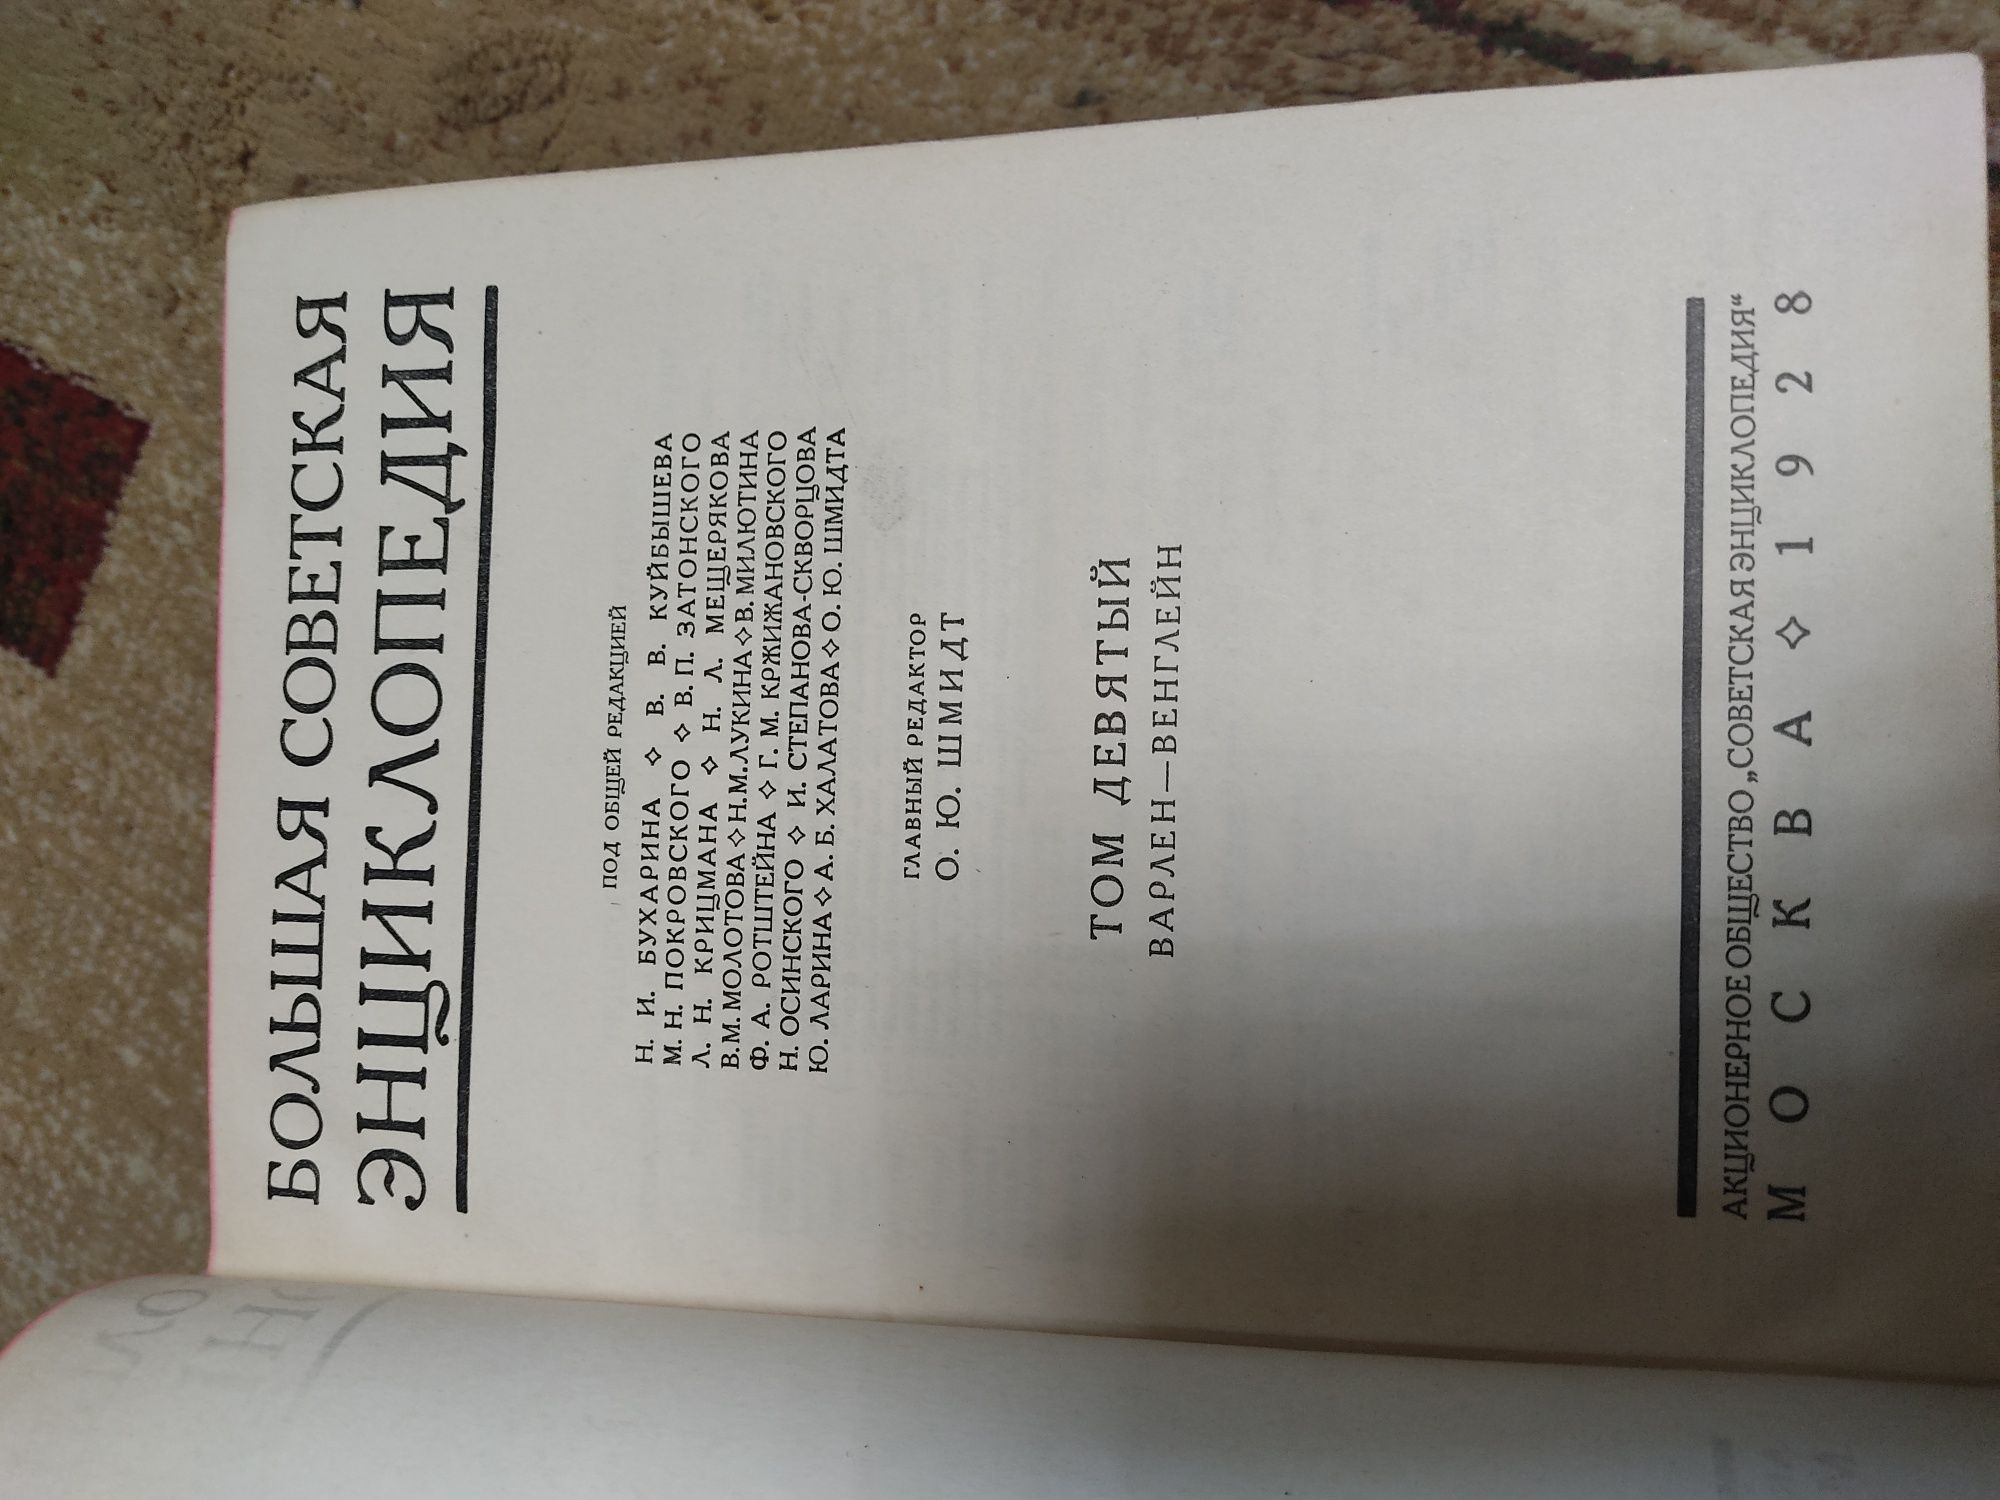 БОЛЬШАЯ СОВЕТСКАЯ
ЭНЦИКЛОПЕДИЯ
ПОД ОБЩЕЙ РЕДАКЦИЕЙ
Н. И. БУХАРИНА ◇ В. В. КУЙБЫШЕВА
М. Н. ПОКРОВСКОГО ◇ В. П. ЗАТОНСКОГО
Л. Н. КРИЦМАНА ◇ Н. Л. МЕЩЕРЯКОВА
В. М. МОЛОТОВА ◇ Н. М. ЛУКИНА ◇ В. МИЛЮТИНА
Ф. А. РОТШТЕЙНА ◇ Г. М. КРЖИЖАНОВСКОГО
Н. ОСИНСКОГО ◇ И. СТЕПАНОВА-СКВОРЦОВА
Ю. ЛАРИНА ◇ А. Б. ХАЛАТОВА ◇ О. Ю. ШМИДТА
ГЛАВНЫЙ РЕДАКТОР
О. Ю. ШМИДТ
ТОМ ДЕВЯТЫЙ
ВАРЛЕН—ВЕНГЛЕЙН
АКЦИОНЕРНОЕ ОБЩЕСТВО „СОВЕТСКАЯ ЭНЦИКЛОПЕДИЯ“
МОСКВА ◇ 1928